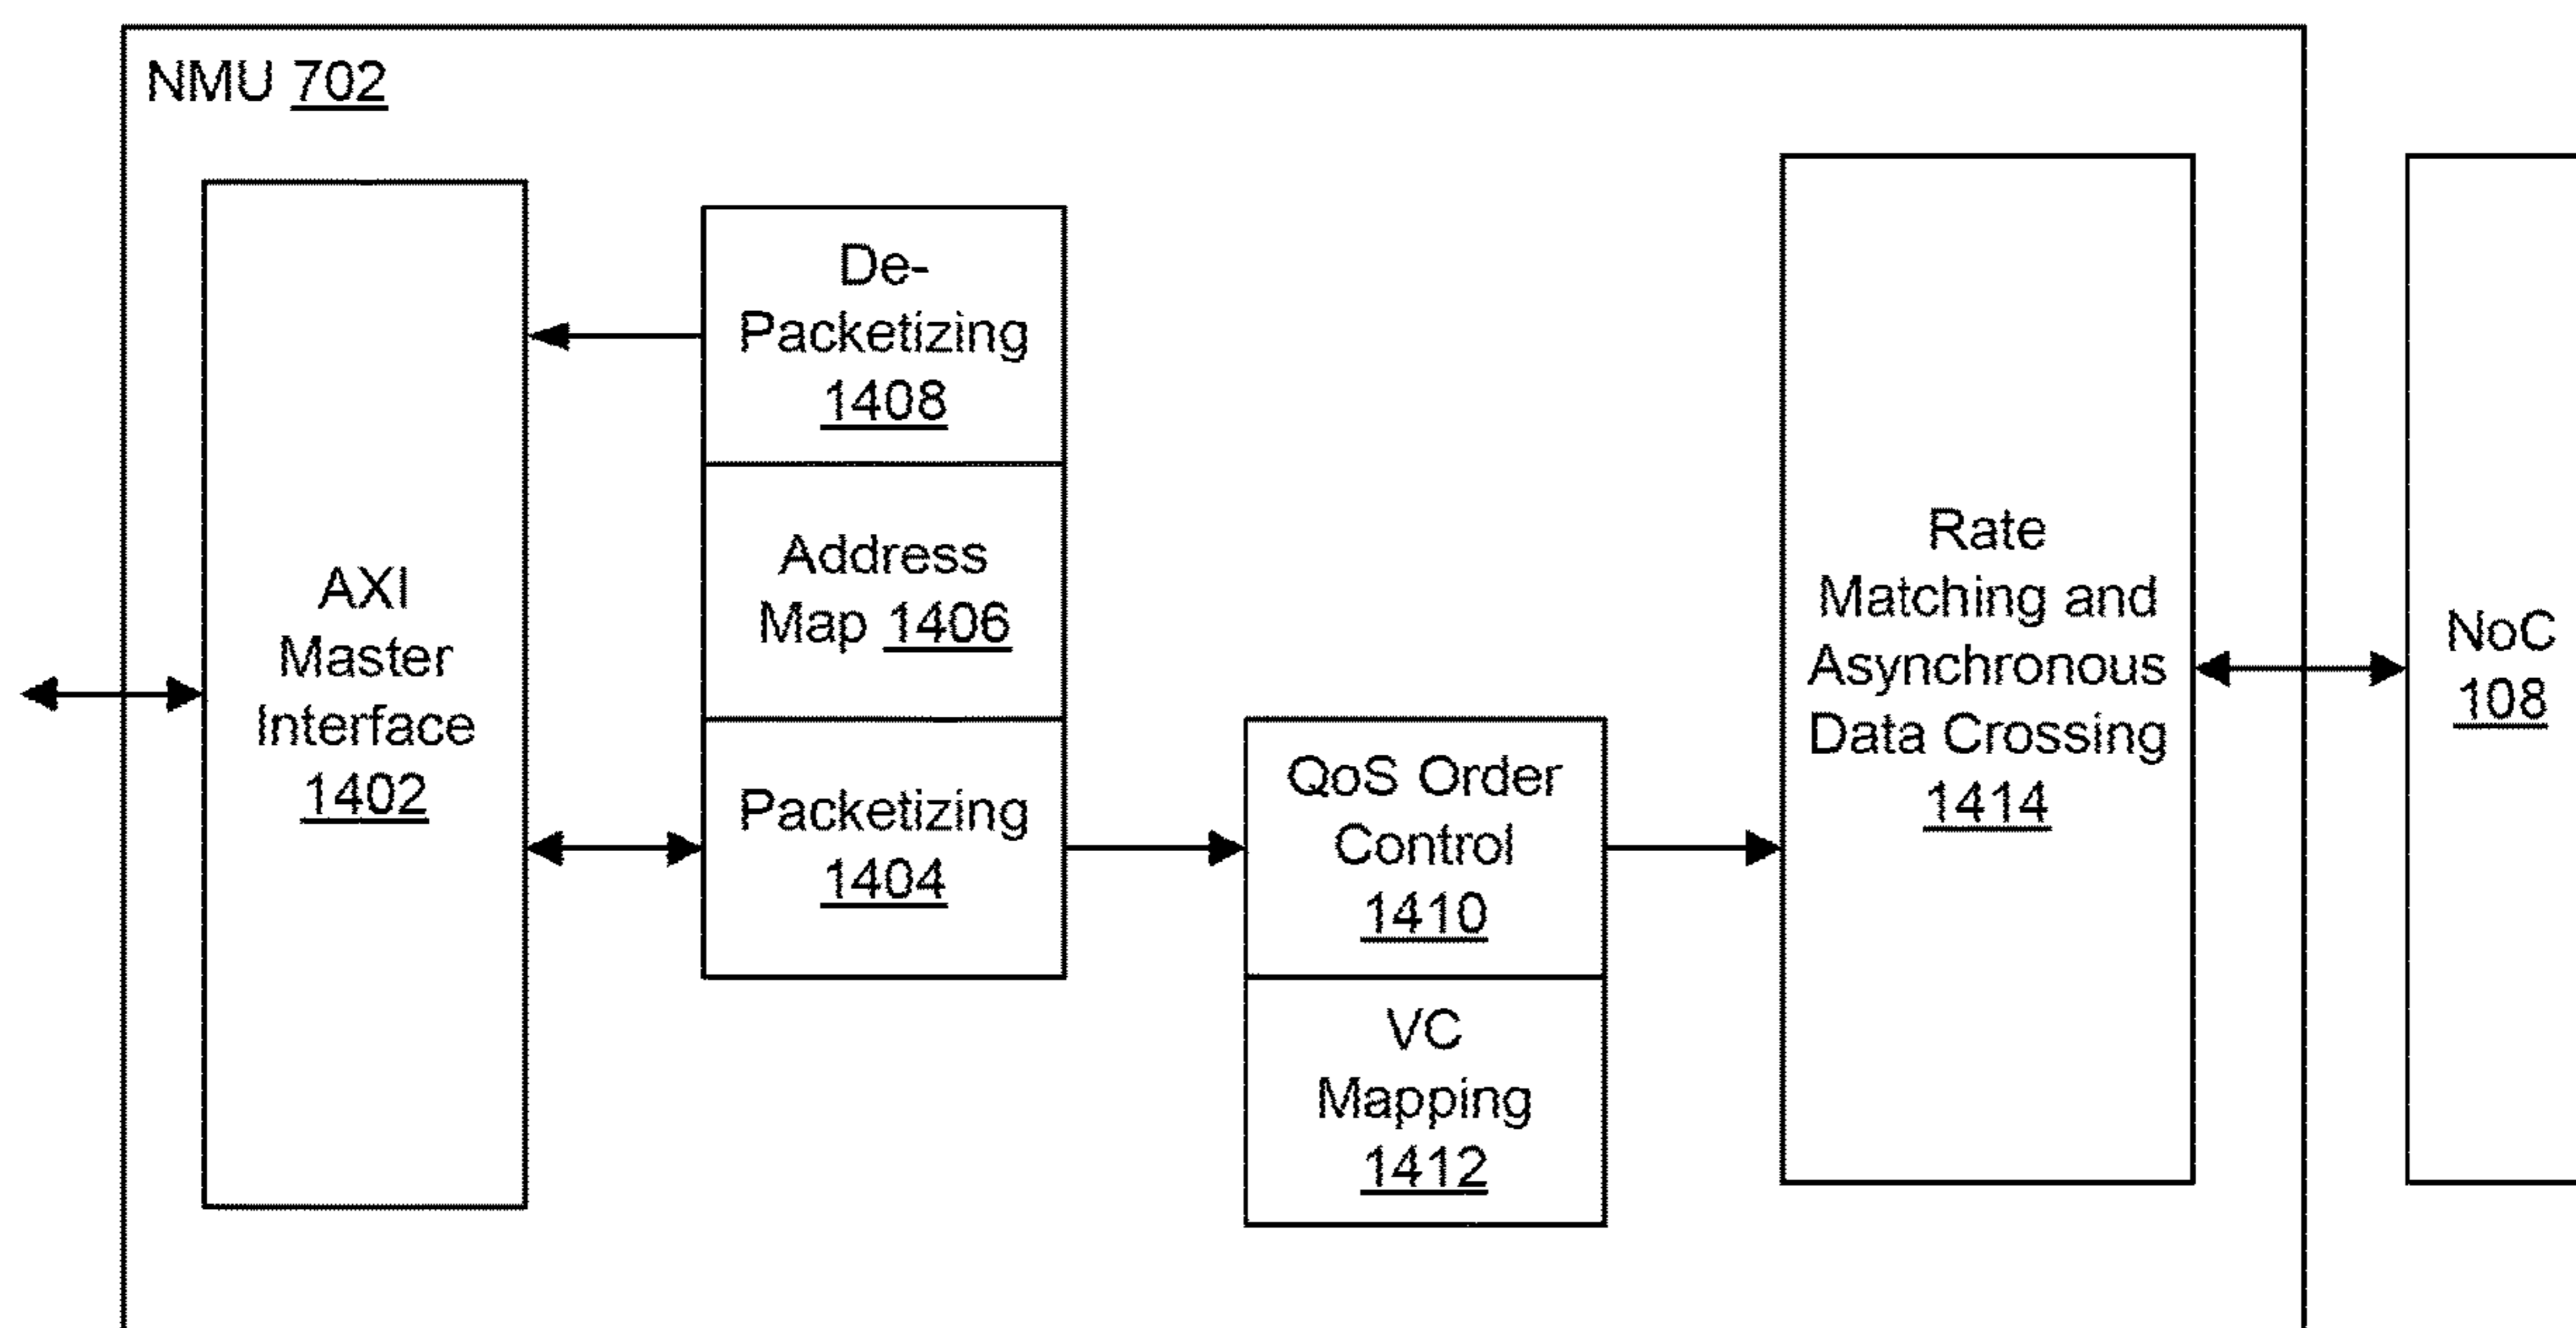 NMU 702
AXI
Master
Interface
1402
De-
Packetizing
1408
Address
Map 1406
Packetizing
1404
QoS Order
Control
1410
VC
Mapping
1412
Rate
Matching and
Asynchronous
Data Crossing
1414
NoC
108